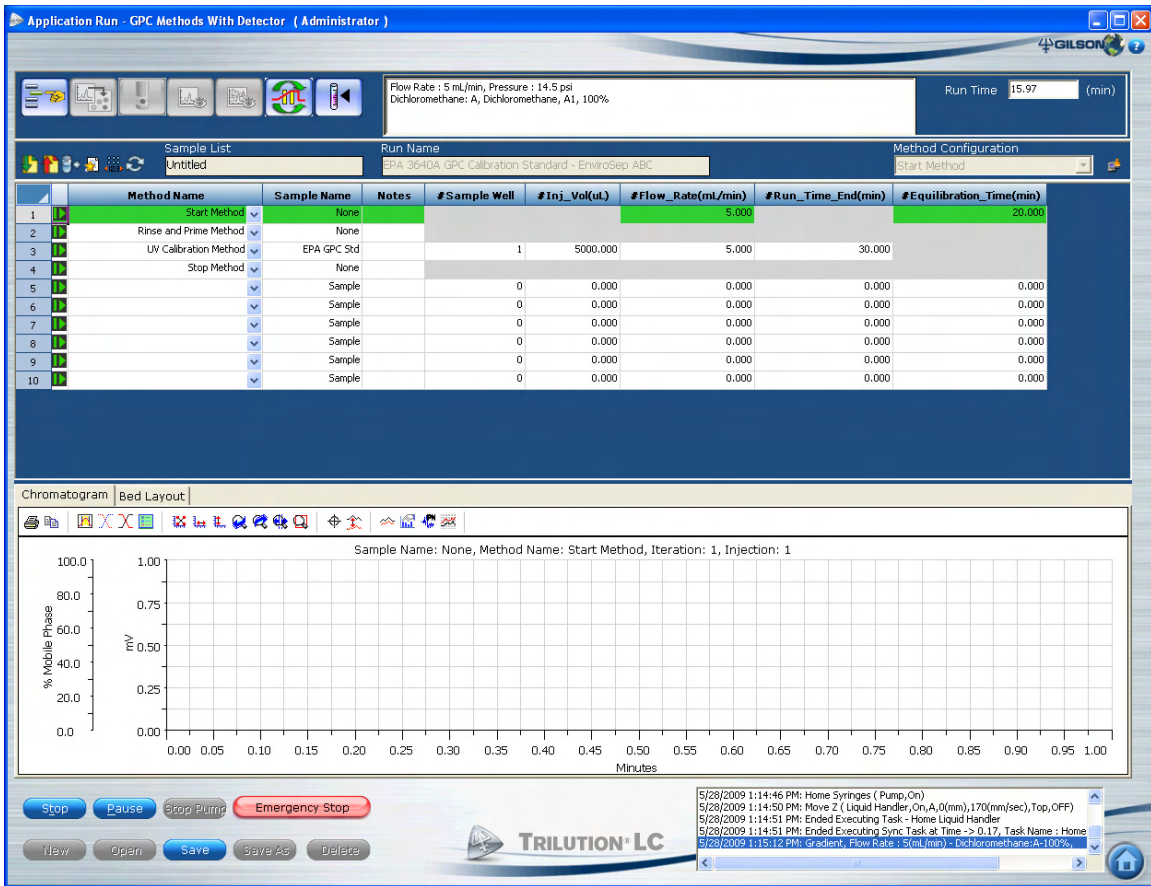 Application Run - GPC Methods With Detector ( Administrator )
GILSON
Flow Rate : 5 mL/min, Pressure : 14.5 psi
Dichloromethane: A, Dichloromethane, A1, 100%
Run Time 15.97 (min)
Sample List
Untitled
Run Name
EPA 3640A GPC Calibration Standard - EnviroSep ABC
Method Configuration
Start Method
Method Name Sample Name Notes #Sample Well #Inj_Vol(uL) #Flow_Rate(mL/min) #Run_Time_End(min) #Equilibration_Time(min)
1 Start Method None 5.000 20.000
2 Rinse and Prime Method None
3 UV Calibration Method EPA GPC Std 1 5000.000 5.000 30.000
4 Stop Method None
5 Sample 0 0.000 0.000 0.000 0.000
6 Sample 0 0.000 0.000 0.000 0.000
7 Sample 0 0.000 0.000 0.000 0.000
8 Sample 0 0.000 0.000 0.000 0.000
9 Sample 0 0.000 0.000 0.000 0.000
10 Sample 0 0.000 0.000 0.000 0.000
Chromatogram Bed Layout
Sample Name: None, Method Name: Start Method, Iteration: 1, Injection: 1
% Mobile Phase
100.0
80.0
60.0
40.0
20.0
0.0
mV
1.00
0.75
0.50
0.25
0.00
0.00 0.05 0.10 0.15 0.20 0.25 0.30 0.35 0.40 0.45 0.50 0.55 0.60 0.65 0.70 0.75 0.80 0.85 0.90 0.95 1.00
Minutes
Stop Pause Stop Pump Emergency Stop
New Open Save Save As Delete
TRILUTION® LC
5/28/2009 1:14:46 PM: Home Syringes ( Pump,On)
5/28/2009 1:14:50 PM: Move Z ( Liquid Handler,On,A,0(mm),170(mm/sec),Top,OFF)
5/28/2009 1:14:51 PM: Ended Executing Task - Home Liquid Handler
5/28/2009 1:14:51 PM: Ended Executing Sync Task at Time -> 0.17, Task Name : Home
5/28/2009 1:15:12 PM: Gradient, Flow Rate : 5(mL/min) - Dichloromethane:A-100%,